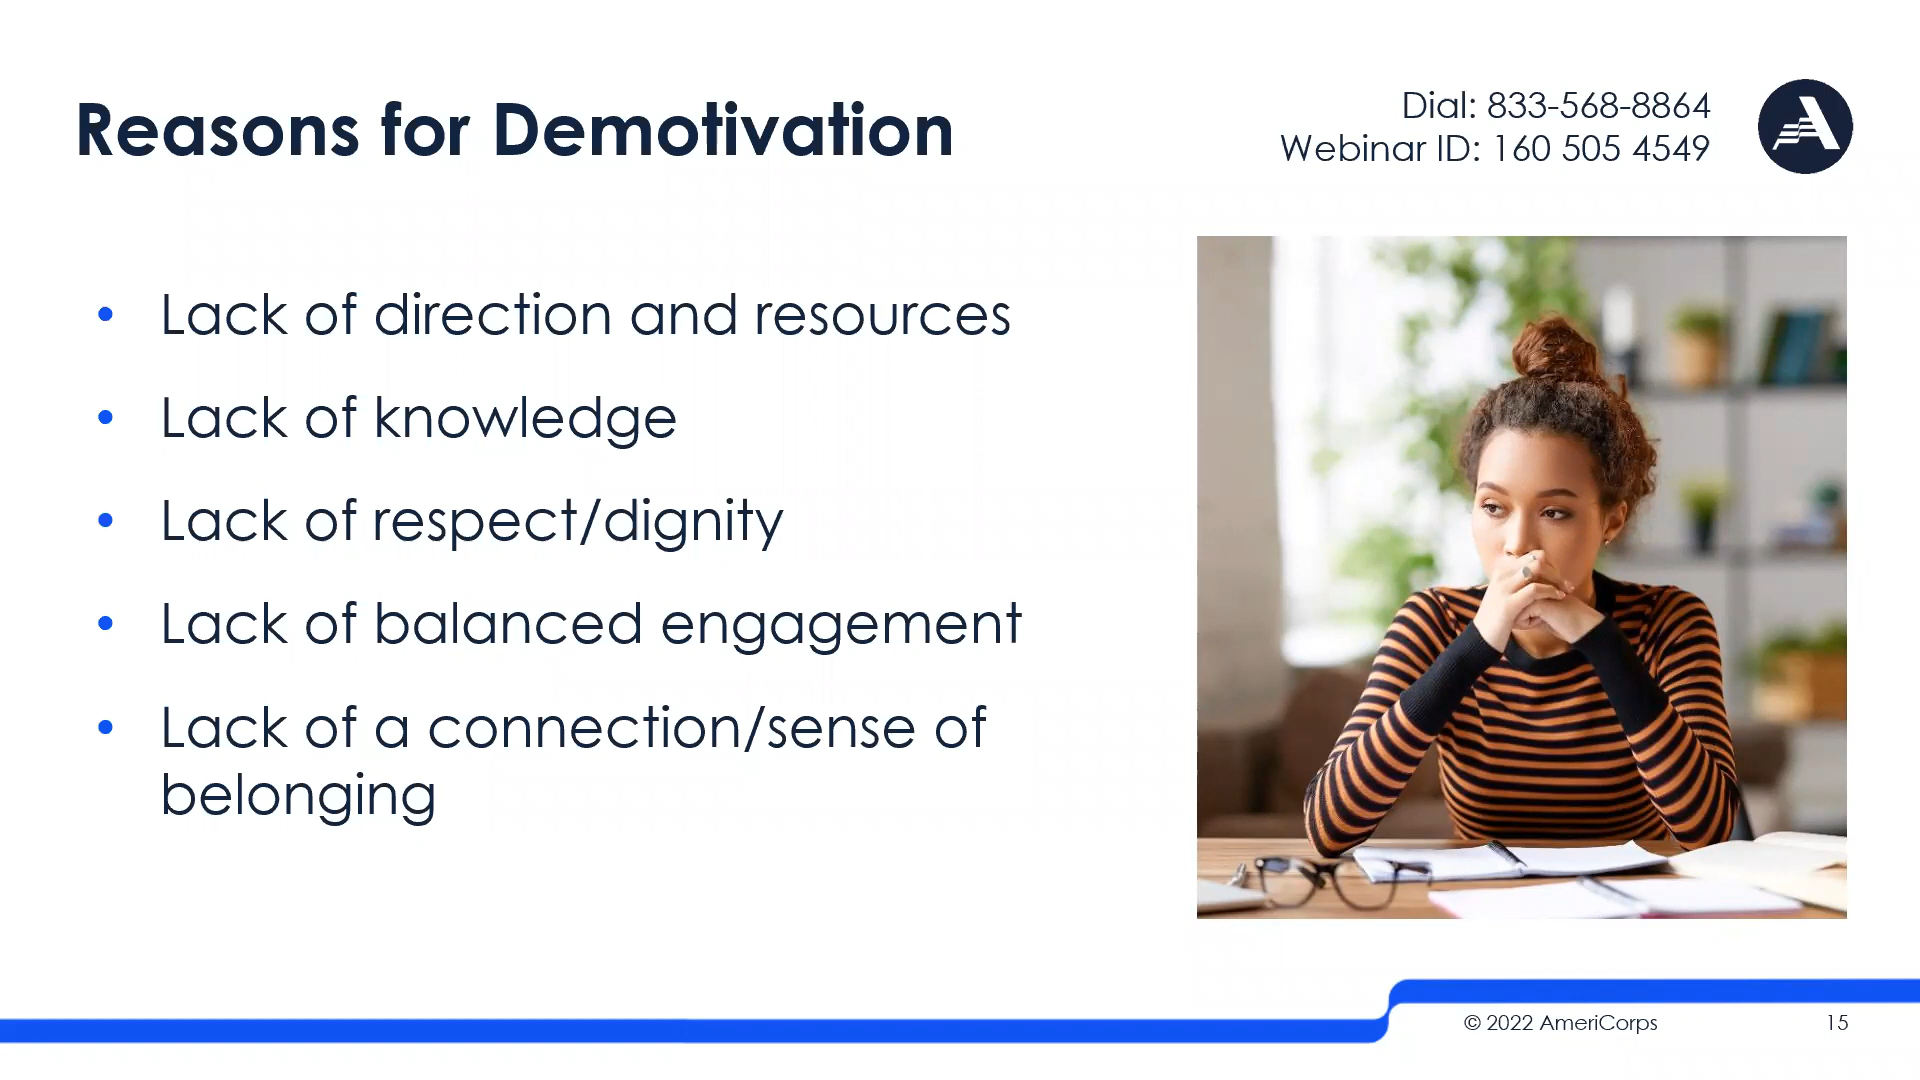 Reasons for Demotivation
Dial: 833-568-8864
Webinar ID: 160 505 4549
• Lack of direction and resources
• Lack of knowledge
• Lack of respect/dignity
• Lack of balanced engagement
• Lack of a connection/sense of
belonging
© 2022 AmeriCorps
15